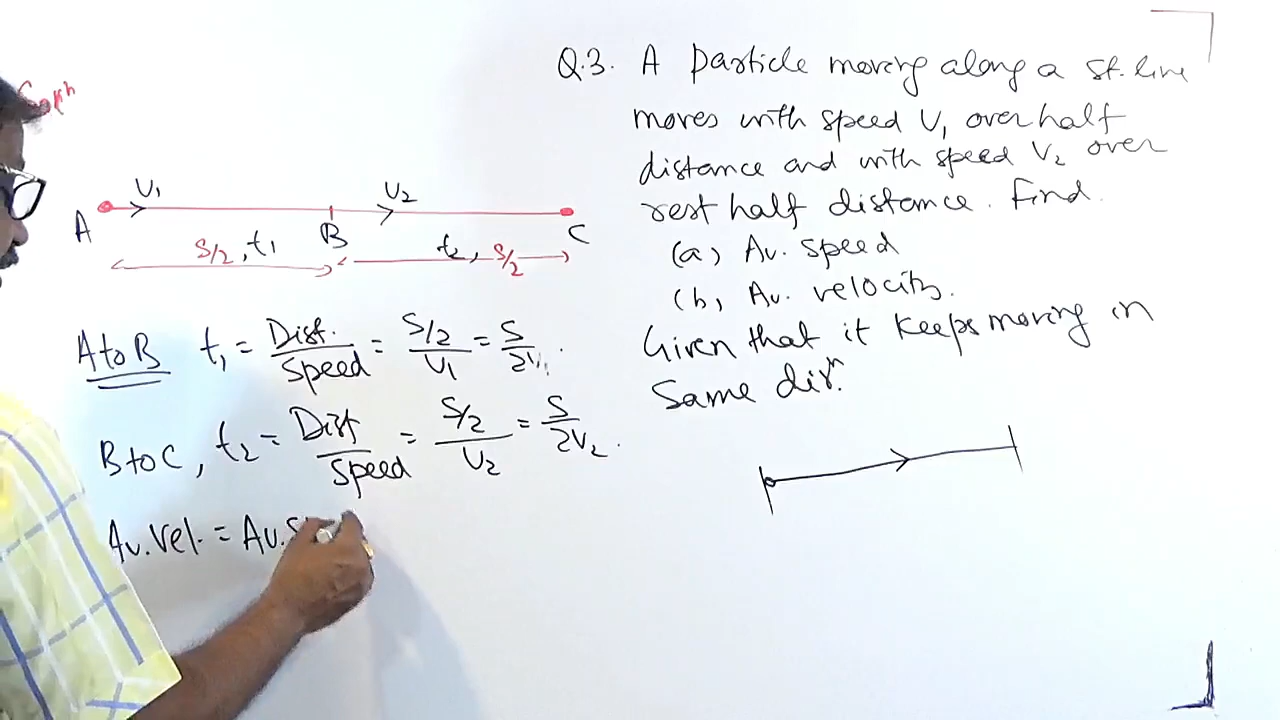 Q.3. A Particle moving along a st. line
moves with speed V₁ over half
distance and with speed V₂ over
rest half distance. Find.
(a) Av. speed
(b) Av. velocity.
Given that it keeps moving in
Same dirⁿ.
V₁
V₂
A
B
C
S/2, t₁
t₂, S/2
A to B t₁ = Dist./Speed = S/2/V₁ = S/2V₁.
B to C, t₂ = Dist/Speed = S/2/V₂ = S/2V₂.
Av. Vel. = Av.